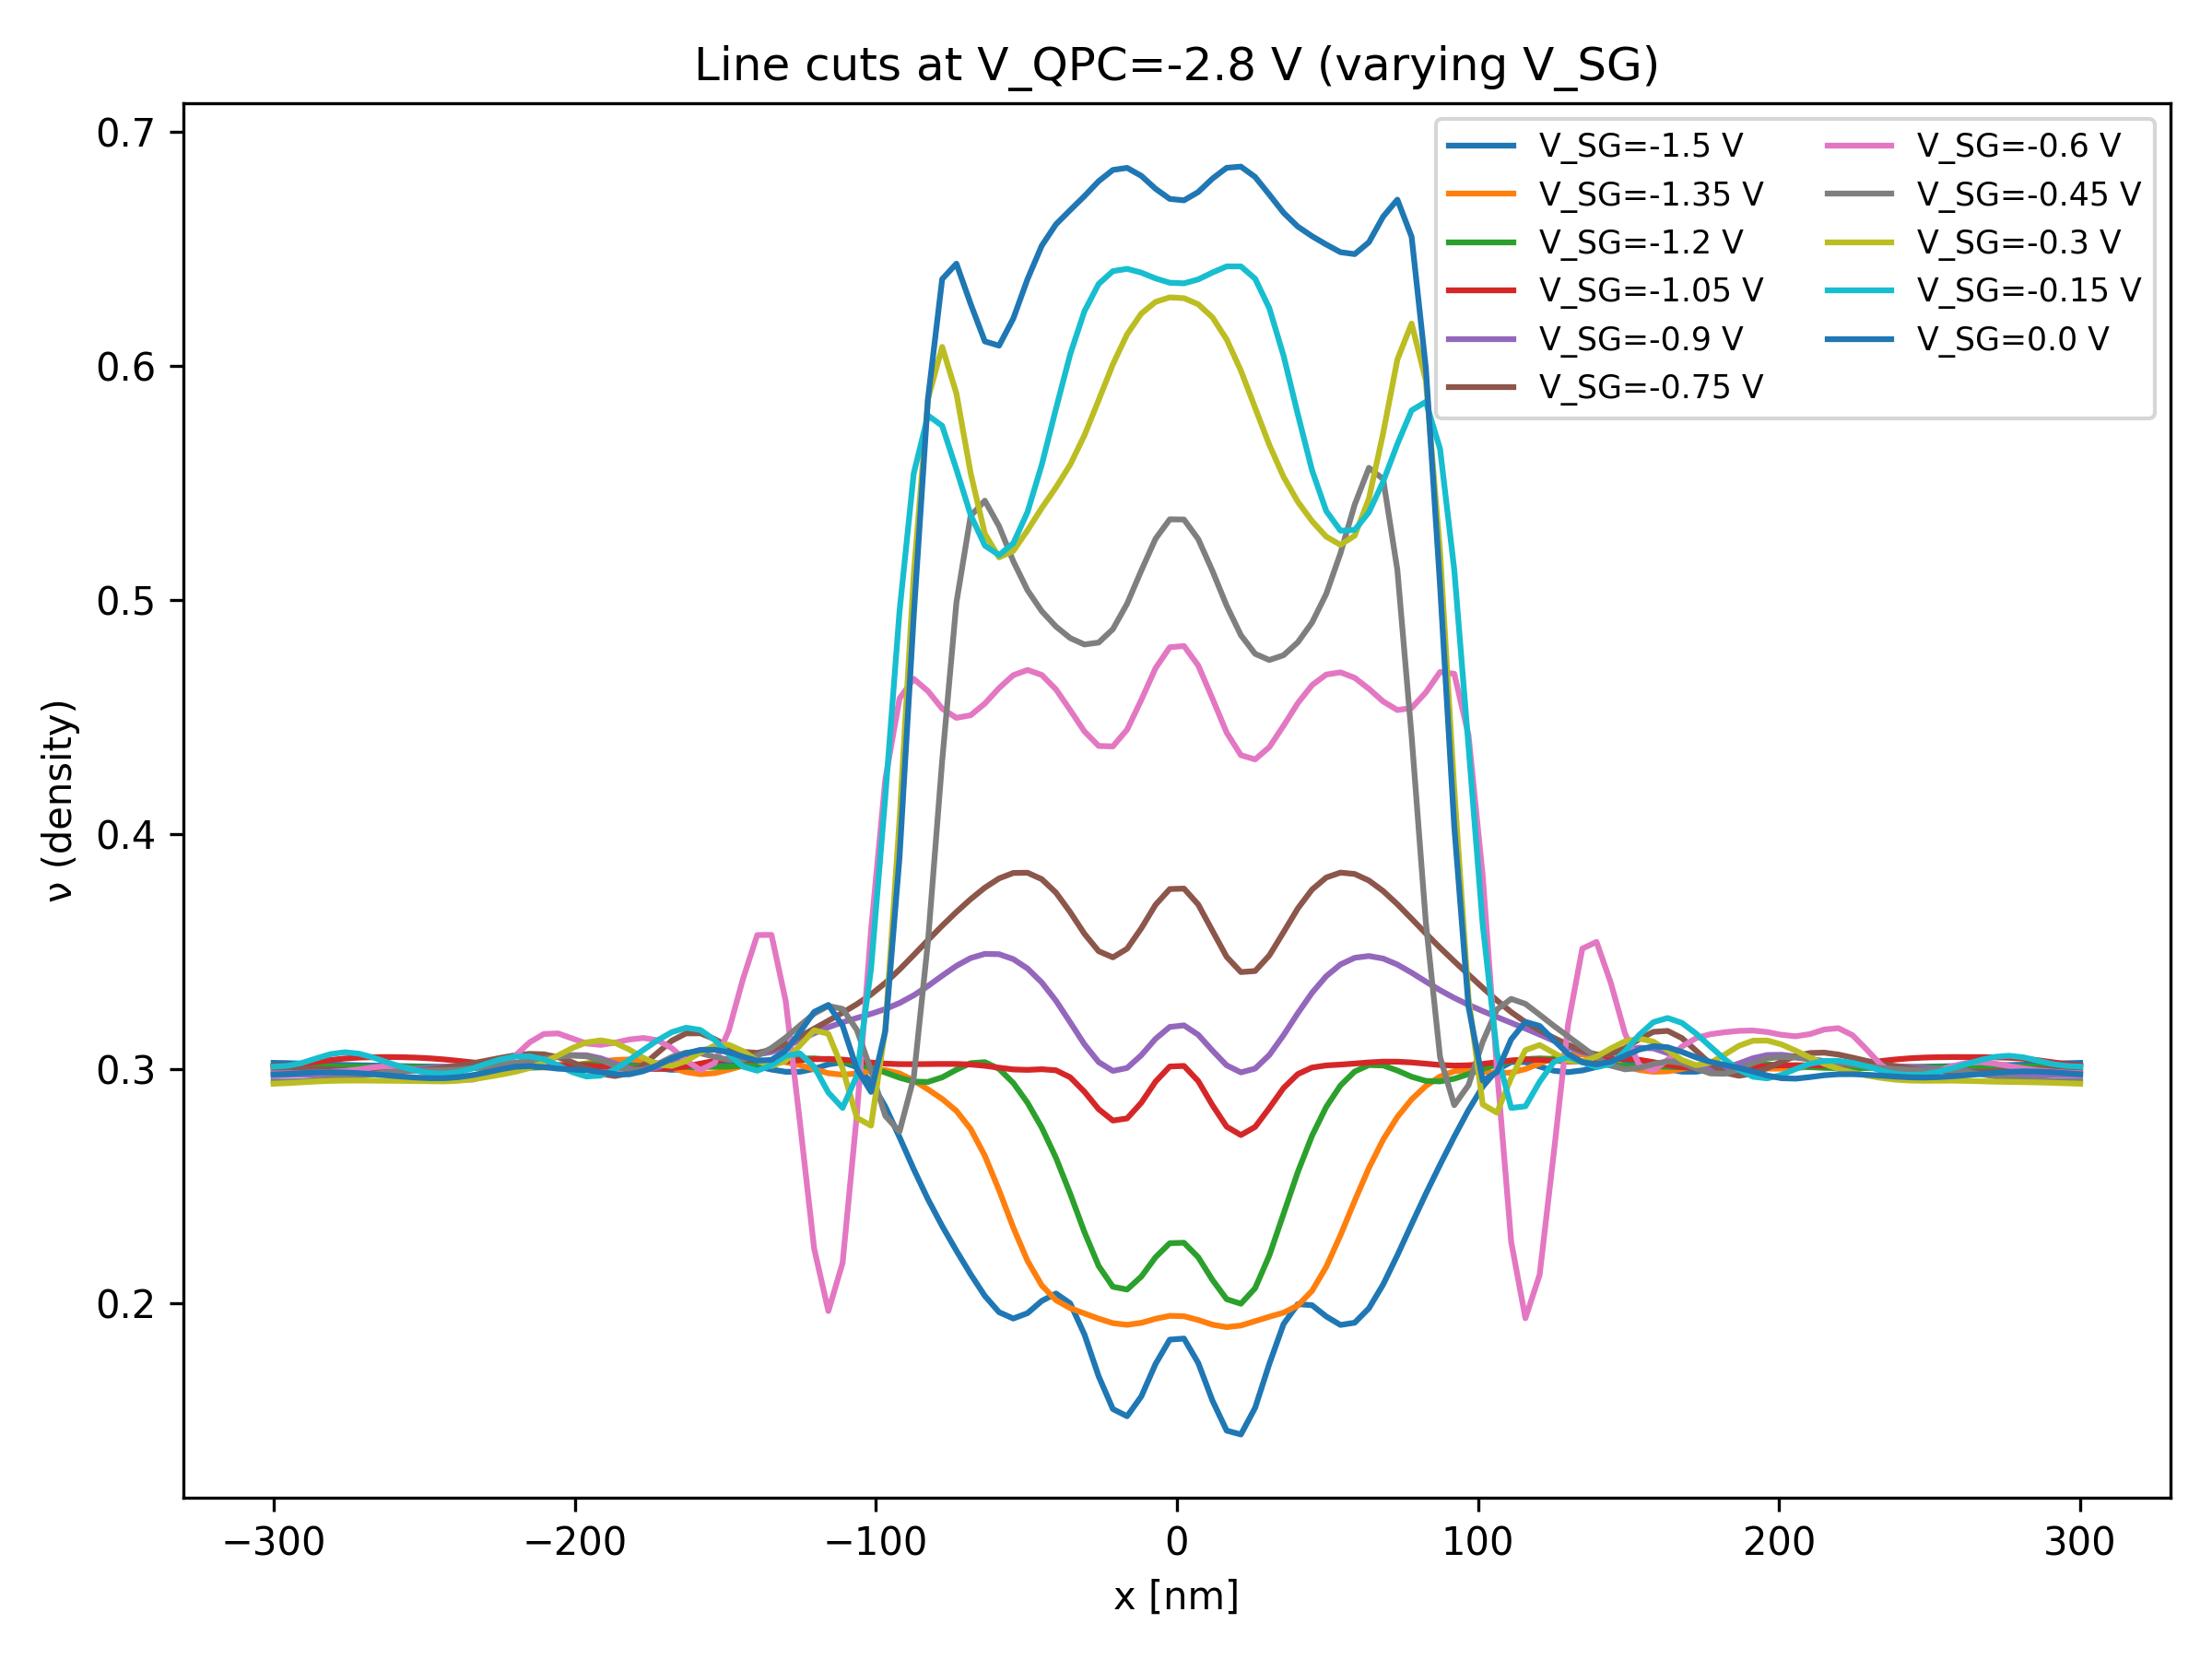 Line cuts at V_QPC=-2.8 V (varying V_SG)
0.7
0.6
0.5
0.4
0.3
0.2
ν (density)
V_SG=-1.5 V
V_SG=-1.35 V
V_SG=-1.2 V
V_SG=-1.05 V
V_SG=-0.9 V
V_SG=-0.75 V
V_SG=-0.6 V
V_SG=-0.45 V
V_SG=-0.3 V
V_SG=-0.15 V
V_SG=0.0 V
−300 −200 −100 0 100 200 300
x [nm]